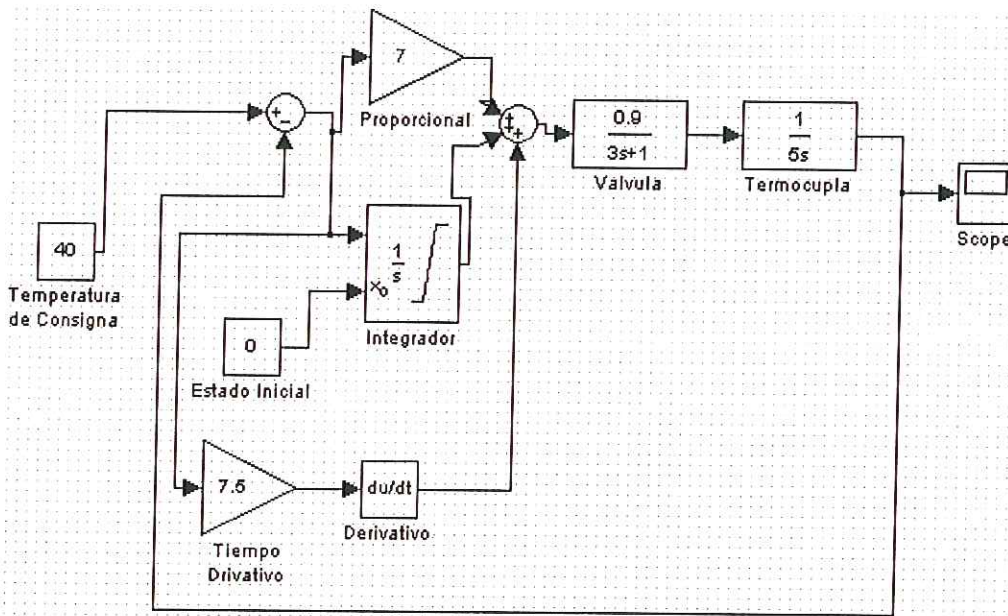 7
Proporcional
+
−
+
+
+
0.9
3s+1
Valvula
1
5s
Termocupla
Scope
40
Temperatura
de Consigna
1
s
xo
Integrador
0
Estado Inicial
7.5
Tiempo
Drivativo
du/dt
Derivativo